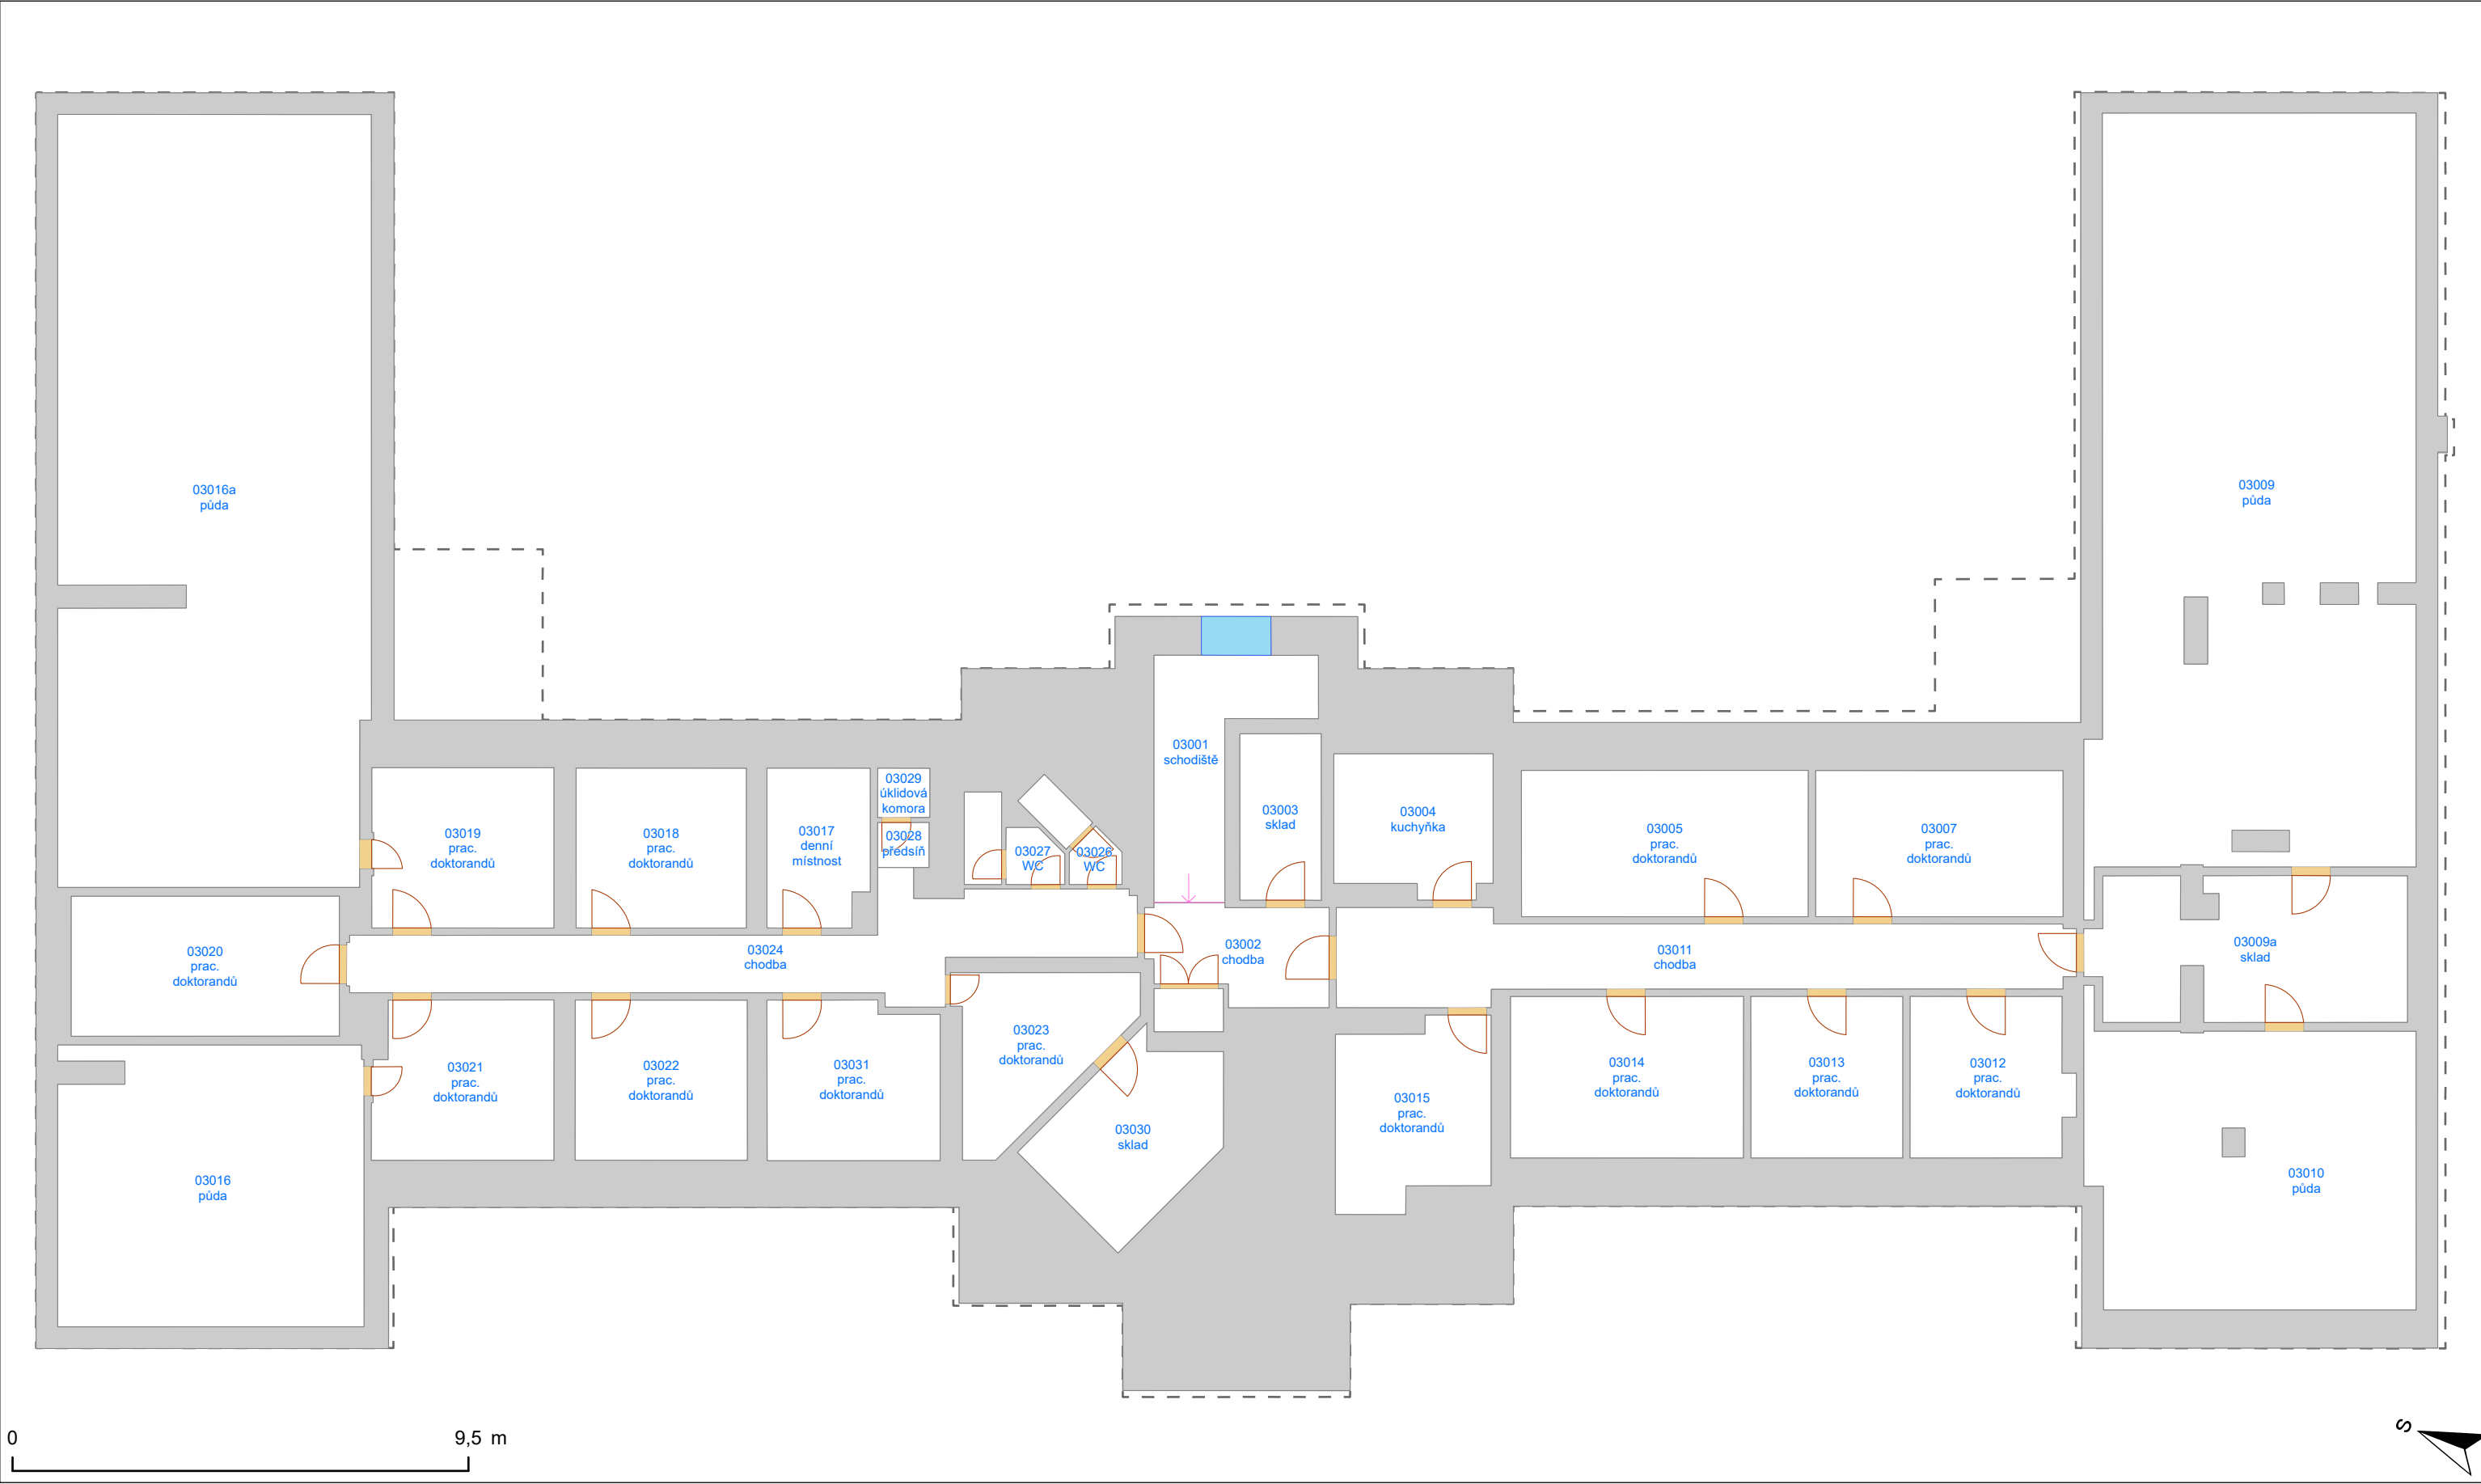 03016a
půda
03009
půda
03001
schodiště
03029
úklidová
komora
03028
předsíň
03019
prac.
doktorandů
03018
prac.
doktorandů
03017
denní
místnost
03027
WC
03026
WC
03003
sklad
03004
kuchyňka
03005
prac.
doktorandů
03007
prac.
doktorandů
03020
prac.
doktorandů
03024
chodba
03002
chodba
03011
chodba
03009a
sklad
03021
prac.
doktorandů
03022
prac.
doktorandů
03031
prac.
doktorandů
03023
prac.
doktorandů
03030
sklad
03015
prac.
doktorandů
03014
prac.
doktorandů
03013
prac.
doktorandů
03012
prac.
doktorandů
03016
půda
03010
půda
0 9,5 m
S